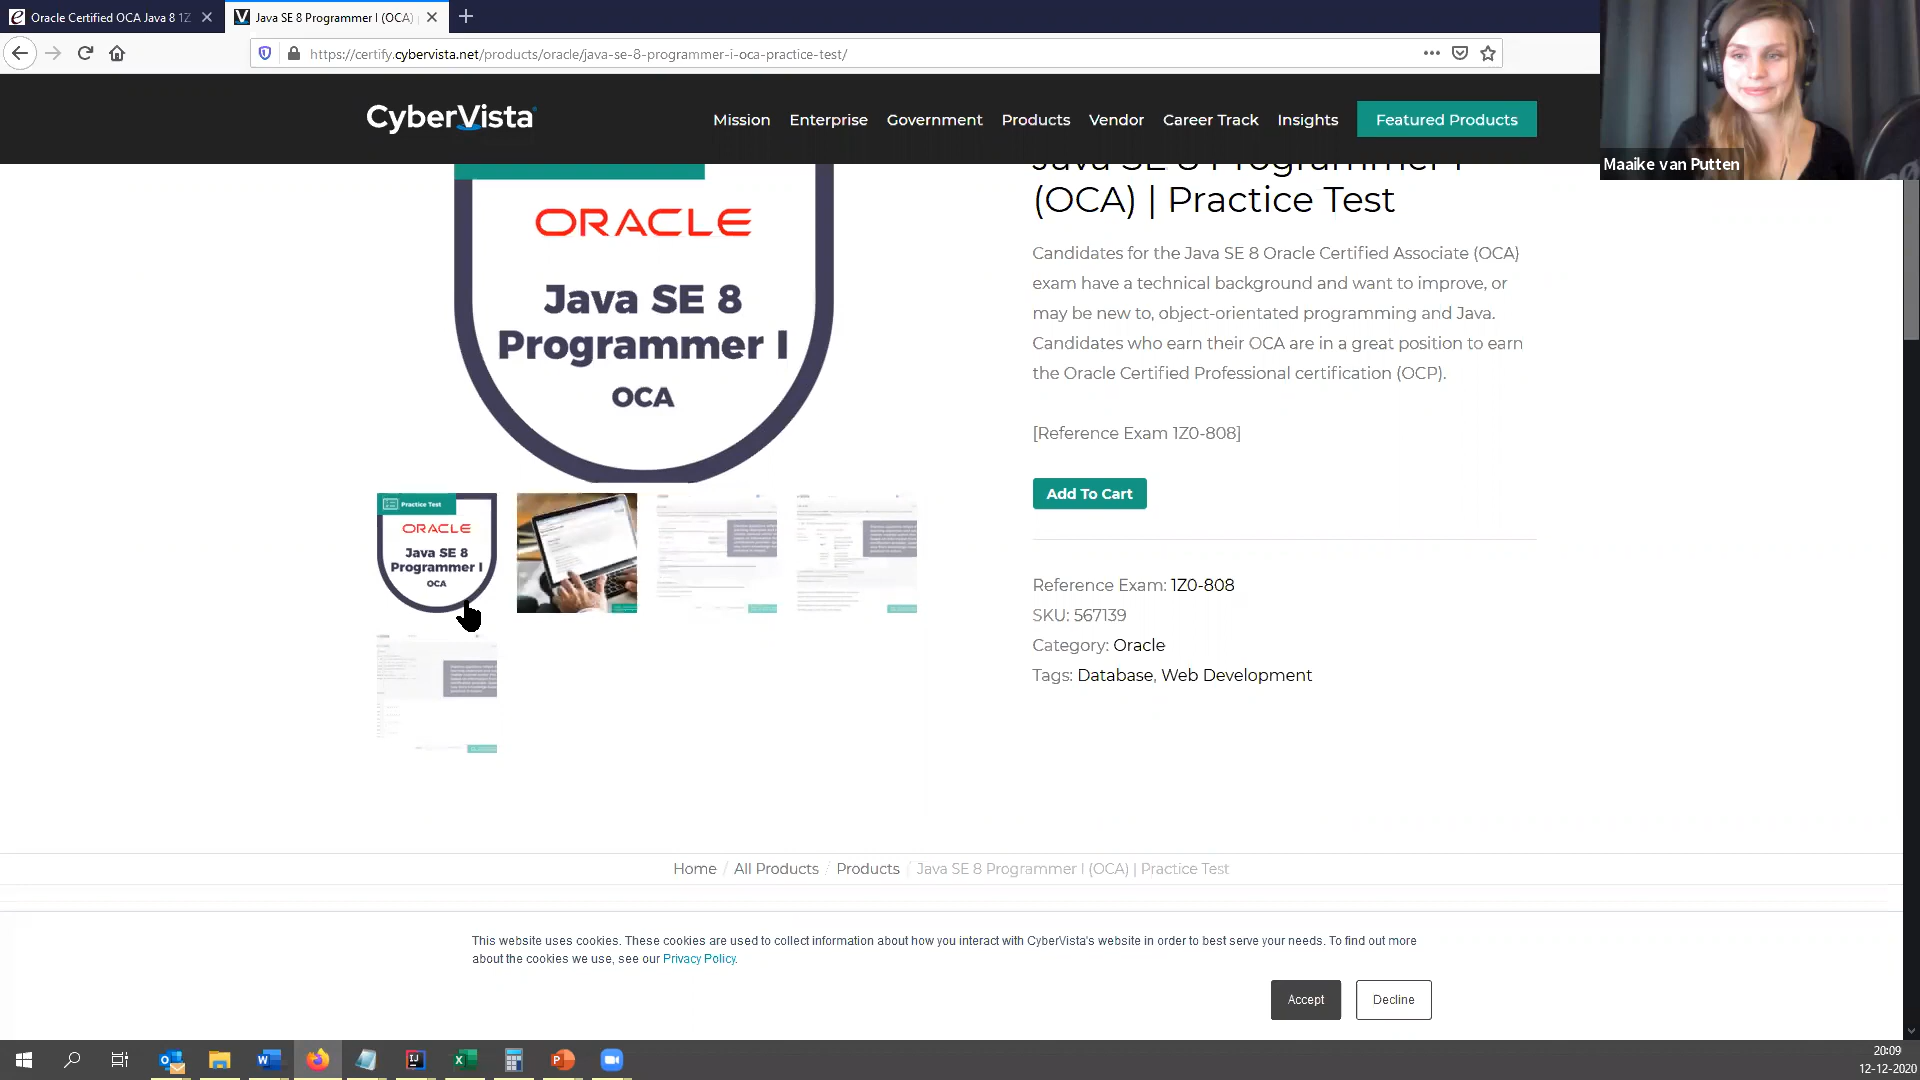 Oracle Certified OCA Java 8 1Z
Java SE 8 Programmer I (OCA)
https://certify.cybervista.net/products/oracle/java-se-8-programmer-i-oca-practice-test/
Maaike van Putten
CyberVista
Mission
Enterprise
Government
Products
Vendor
Career Track
Insights
Featured Products
Java SE 8 Programmer I
(OCA) | Practice Test
ORACLE
Java SE 8
Programmer I
OCA
Candidates for the Java SE 8 Oracle Certified Associate (OCA)
exam have a technical background and want to improve, or
may be new to, object-orientated programming and Java.
Candidates who earn their OCA are in a great position to earn
the Oracle Certified Professional certification (OCP).
[Reference Exam 1Z0-808]
Add To Cart
Practice Test
ORACLE
Java SE 8
Programmer I
OCA
Reference Exam: 1Z0-808
SKU: 567139
Category: Oracle
Tags: Database, Web Development
Home / All Products / Products / Java SE 8 Programmer I (OCA) | Practice Test
This website uses cookies. These cookies are used to collect information about how you interact with CyberVista's website in order to best serve your needs. To find out more
about the cookies we use, see our Privacy Policy.
Accept
Decline
20:09
12-12-2020